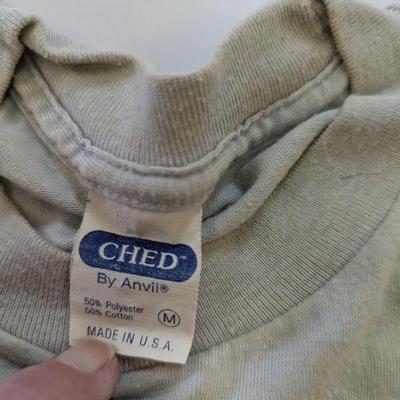 CHED™
By Anvil®
50% Polyester
50% Cotton
M
MADE IN U.S.A.